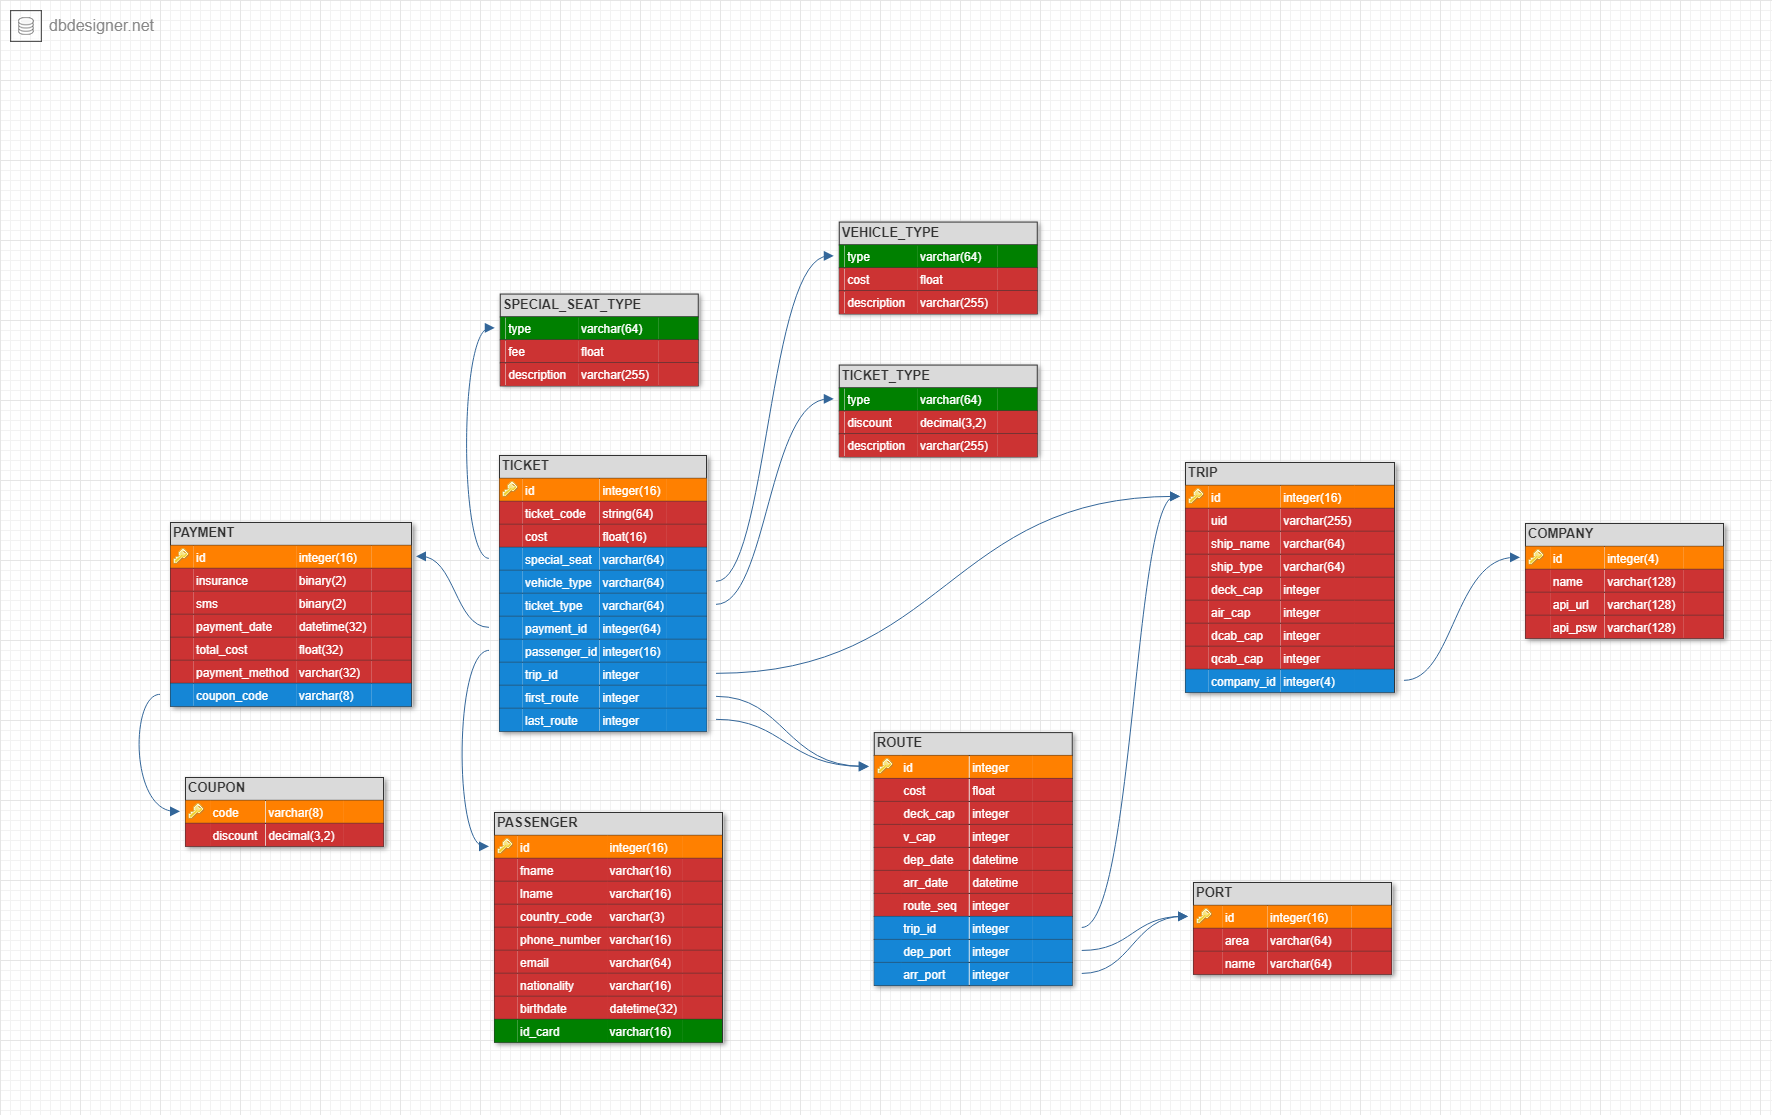 dbdesigner.net
VEHICLE_TYPE
type varchar(64)
cost float
description varchar(255)
SPECIAL_SEAT_TYPE
type varchar(64)
fee float
description varchar(255)
TICKET_TYPE
type varchar(64)
discount decimal(3,2)
description varchar(255)
TICKET
id integer(16)
ticket_code string(64)
cost float(16)
special_seat varchar(64)
vehicle_type varchar(64)
ticket_type varchar(64)
payment_id integer(64)
passenger_id integer(16)
trip_id integer
first_route integer
last_route integer
TRIP
id integer(16)
uid varchar(255)
ship_name varchar(64)
ship_type varchar(64)
deck_cap integer
air_cap integer
dcab_cap integer
qcab_cap integer
company_id integer(4)
PAYMENT
id integer(16)
insurance binary(2)
sms binary(2)
payment_date datetime(32)
total_cost float(32)
payment_method varchar(32)
coupon_code varchar(8)
COMPANY
id integer(4)
name varchar(128)
api_url varchar(128)
api_psw varchar(128)
ROUTE
id integer
cost float
deck_cap integer
v_cap integer
dep_date datetime
arr_date datetime
route_seq integer
trip_id integer
dep_port integer
arr_port integer
COUPON
code varchar(8)
discount decimal(3,2)
PASSENGER
id integer(16)
fname varchar(16)
lname varchar(16)
country_code varchar(3)
phone_number varchar(16)
email varchar(64)
nationality varchar(16)
birthdate datetime(32)
id_card varchar(16)
PORT
id integer(16)
area varchar(64)
name varchar(64)